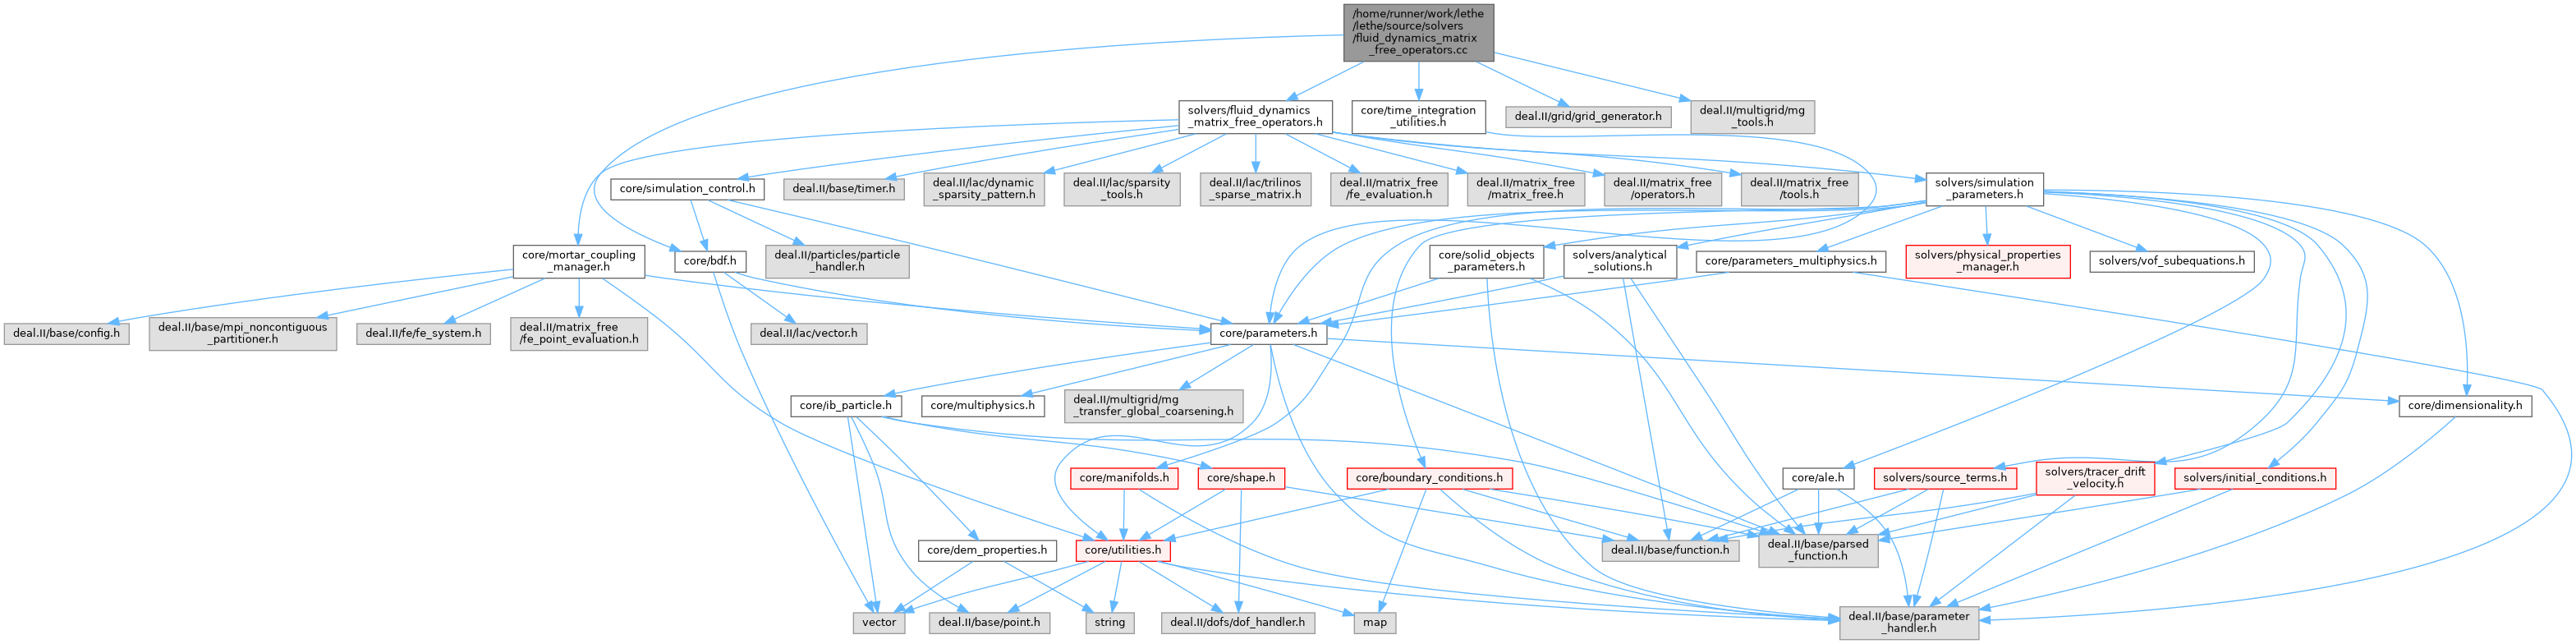 /home/runner/work/lethe
/lethe/source/solvers
/fluid_dynamics_matrix
_free_operators.cc
solvers/fluid_dynamics
_matrix_free_operators.h
core/time_integration
_utilities.h
deal.II/grid/grid_generator.h
deal.II/multigrid/mg
_tools.h
core/simulation_control.h
deal.II/base/timer.h
deal.II/lac/dynamic
_sparsity_pattern.h
deal.II/lac/sparsity
_tools.h
deal.II/lac/trilinos
_sparse_matrix.h
deal.II/matrix_free
/fe_evaluation.h
deal.II/matrix_free
/matrix_free.h
deal.II/matrix_free
/operators.h
deal.II/matrix_free
/tools.h
solvers/simulation
_parameters.h
core/mortar_coupling
_manager.h
core/bdf.h
deal.II/particles/particle
_handler.h
core/solid_objects
_parameters.h
solvers/analytical
_solutions.h
core/parameters_multiphysics.h
solvers/physical_properties
_manager.h
solvers/vof_subequations.h
deal.II/base/config.h
deal.II/base/mpi_noncontiguous
_partitioner.h
deal.II/fe/fe_system.h
deal.II/matrix_free
/fe_point_evaluation.h
deal.II/lac/vector.h
core/parameters.h
core/ib_particle.h
core/multiphysics.h
deal.II/multigrid/mg
_transfer_global_coarsening.h
core/dimensionality.h
core/manifolds.h
core/shape.h
core/boundary_conditions.h
core/ale.h
solvers/source_terms.h
solvers/tracer_drift
_velocity.h
solvers/initial_conditions.h
core/dem_properties.h
core/utilities.h
deal.II/base/function.h
deal.II/base/parsed
_function.h
vector
deal.II/base/point.h
string
deal.II/dofs/dof_handler.h
map
deal.II/base/parameter
_handler.h